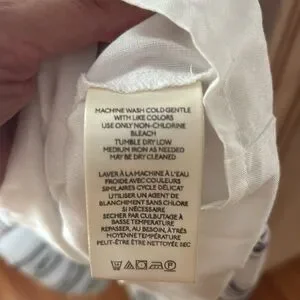 MACHINE WASH COLD GENTLE
WITH LIKE COLORS
USE ONLY NON-CHLORINE
BLEACH
TUMBLE DRY LOW
MEDIUM IRON AS NEEDED
MAY BE DRY CLEANED
LAVER À LA MACHINE À L'EAU
FROIDE AVEC COULEURS
SIMILAIRES CYCLE DÉLICAT
UTILISER UN AGENT DE
BLANCHIMENT SANS CHLORE
SI NÉCESSAIRE
SÉCHER PAR CULBUTAGE À
BASSE TEMPÉRATURE
REPASSER, AU BESOIN, À TRÈS
MOYENNE TEMPÉRATURE
PEUT-ÊTRE ÊTRE NETTOYÉ SEC